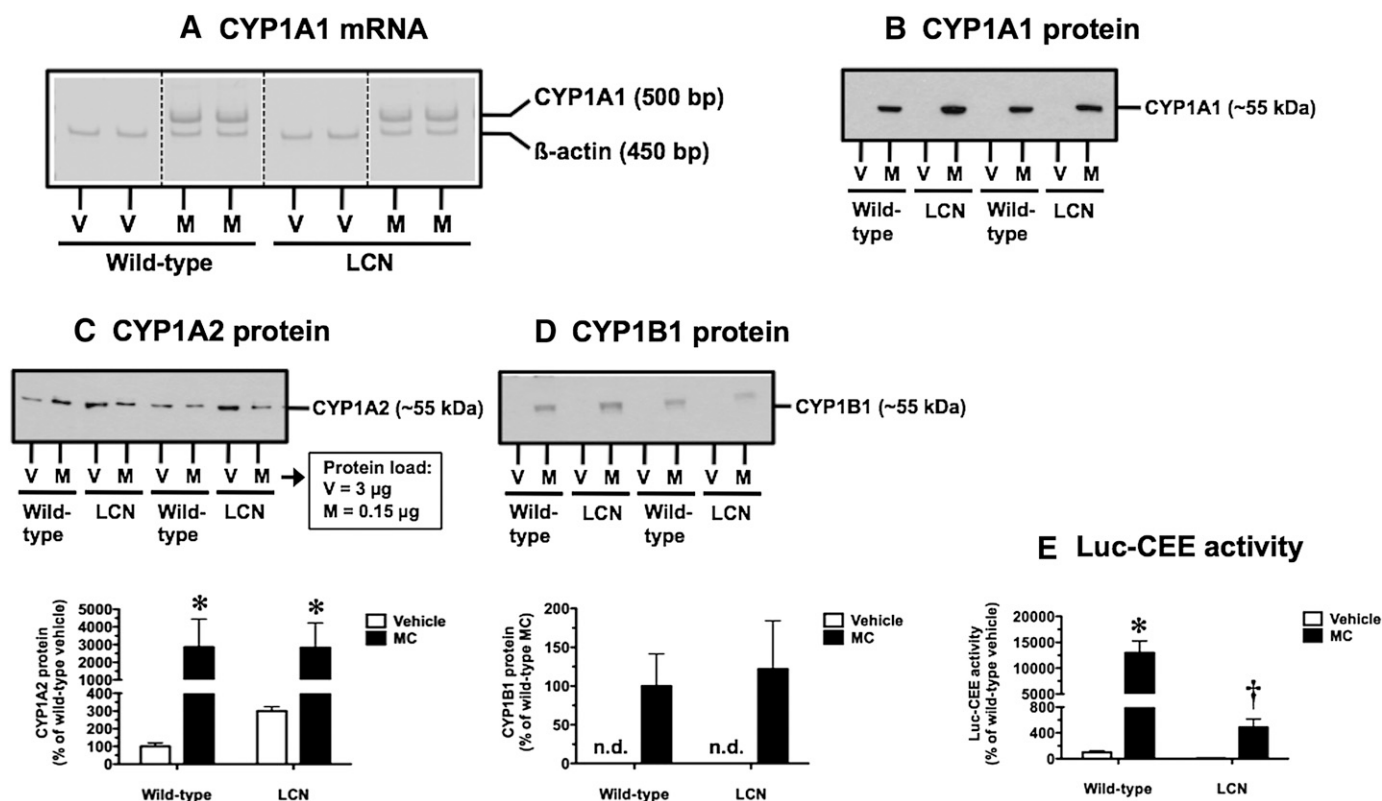 A CYP1A1 mRNA
CYP1A1 (500 bp)
ß-actin (450 bp)
V V M M V V M M
Wild-type LCN
B CYP1A1 protein
CYP1A1 (~55 kDa)
V M V M V M V M
Wild- LCN Wild- LCN
type type
C CYP1A2 protein
CYP1A2 (~55 kDa)
V M V M V M V M
Wild- LCN Wild- LCN
type type
Protein load:
V = 3 µg
M = 0.15 µg
D CYP1B1 protein
CYP1B1 (~55 kDa)
V M V M V M V M
Wild- LCN Wild- LCN
type type
CYP1A2 protein
(% of wild-type vehicle)
5000
4000
3000
2000
1000
400
300
200
100
0
* *
Vehicle
MC
Wild-type LCN
CYP1B1 protein
(% of wild-type MC)
200
150
100
50
0
n.d. n.d.
Vehicle
MC
Wild-type LCN
E Luc-CEE activity
Luc-CEE activity
(% of wild-type vehicle)
20000
15000
10000
5000
800
400
0
* †
Vehicle
MC
Wild-type LCN